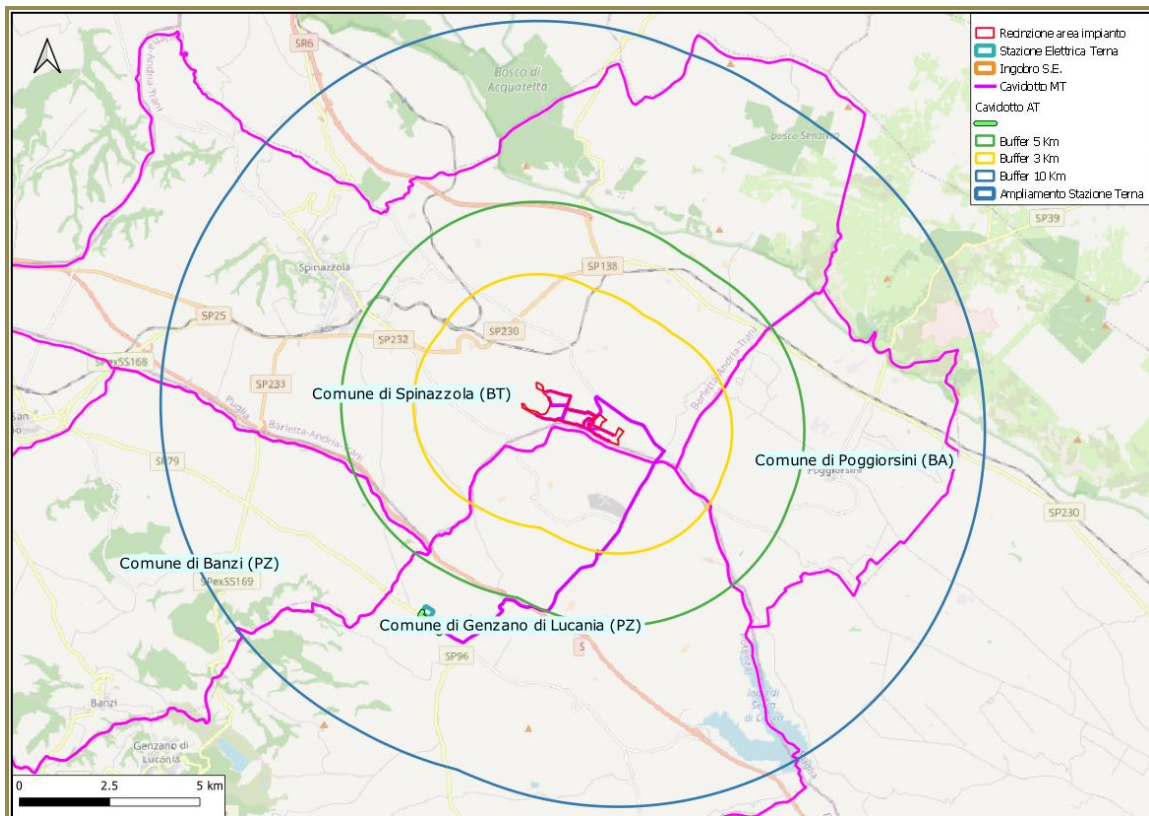 Recinzione area impianto
Stazione Elettrica Terna
Ingobro S.E.
Cavidotto MT
Cavidotto AT
Buffer 5 Km
Buffer 3 Km
Buffer 10 Km
Ampliamento Stazione Terna
SR6
Bosco di
Acquatetta
SP39
Spinazzola
SP138
SP25
SP230
SP232
SPexSS168
SP233
Comune di Spinazzola (BT)
Puglia
Barletta-Andria-Trani
Barletta-Andria-Trani
San
SP79
Comune di Poggiorsini (BA)
Poggiorsini
SP230
Comune di Banzi (PZ)
SPexSS169
Comune di Genzano di Lucania (PZ)
SP96
S
Banzi
Genzano di
Lucania
0 2.5 5 km